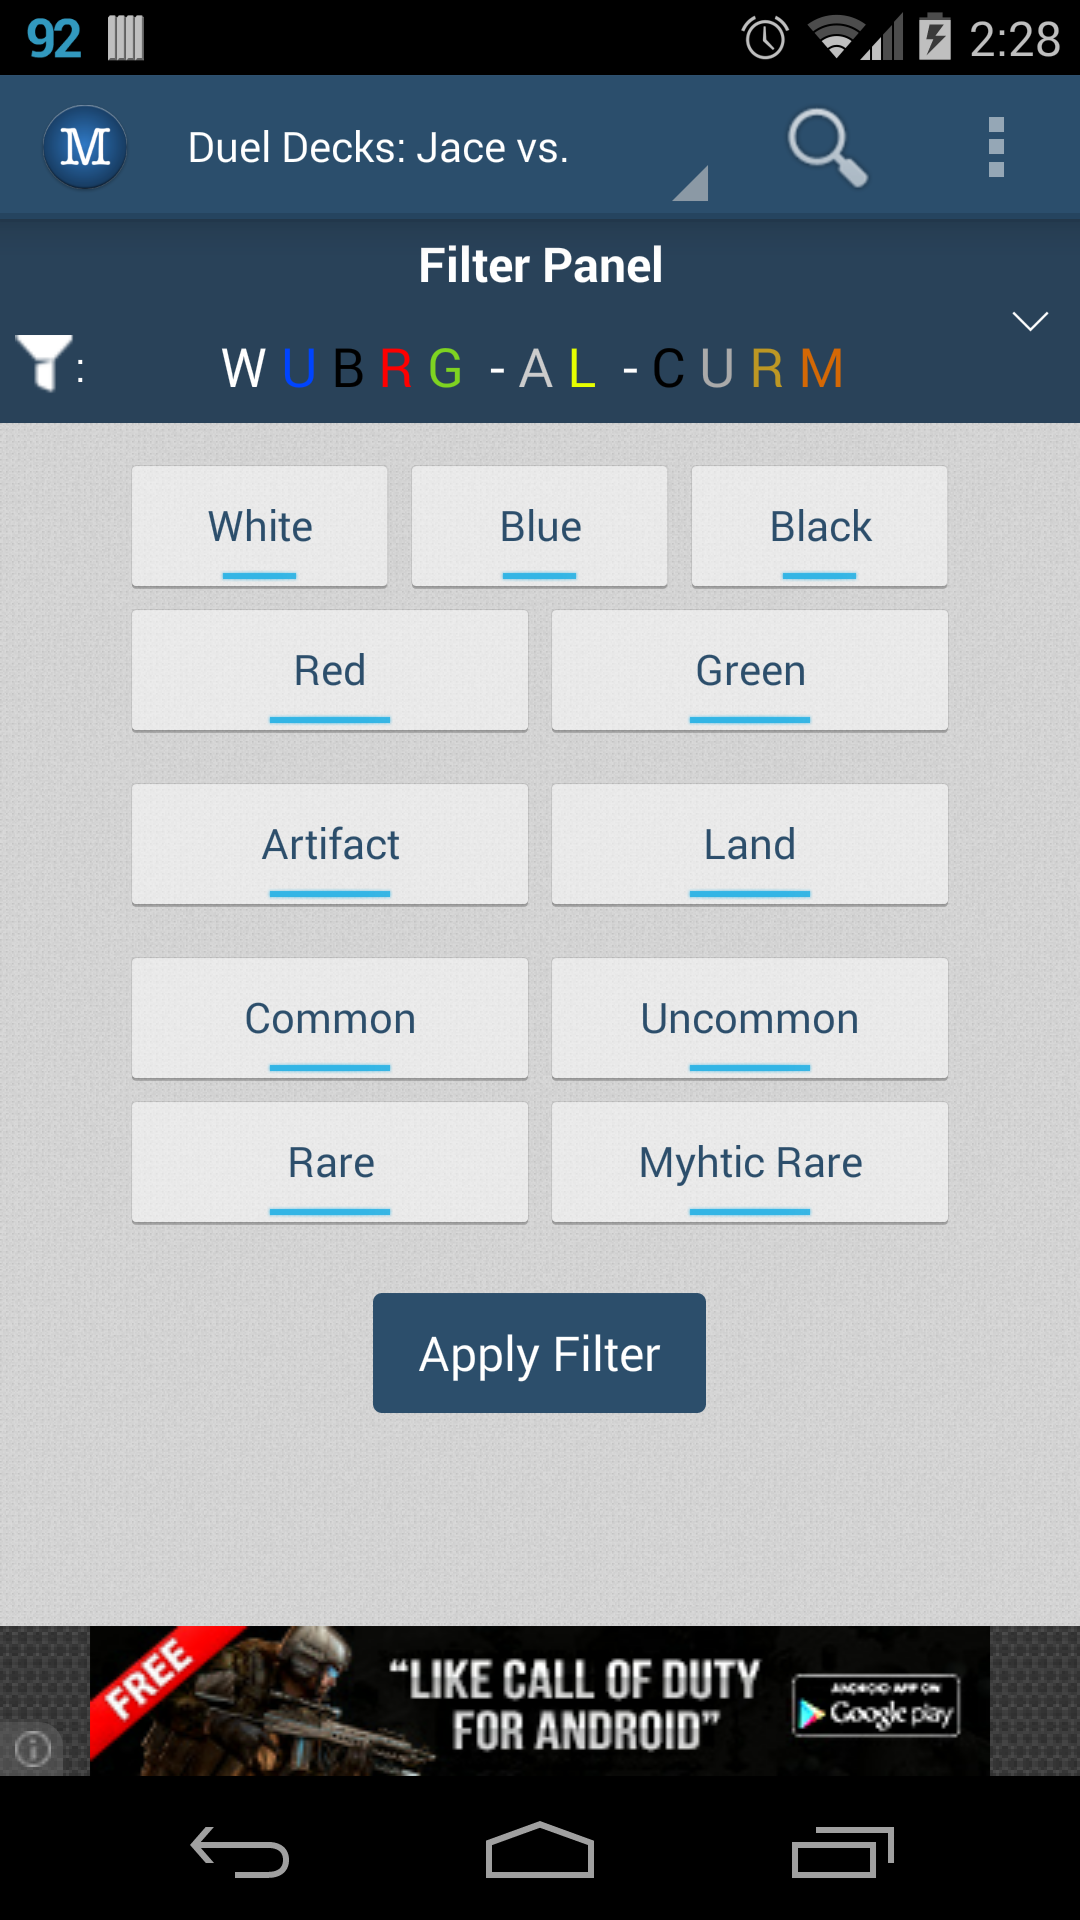 92 2:28
M Duel Decks: Jace vs.
Filter Panel
: W U B R G - A L - C U R M
White Blue Black
Red Green
Artifact Land
Common Uncommon
Rare Myhtic Rare
Apply Filter
FREE
“LIKE CALL OF DUTY
FOR ANDROID”
ANDROID APP ON
Google play